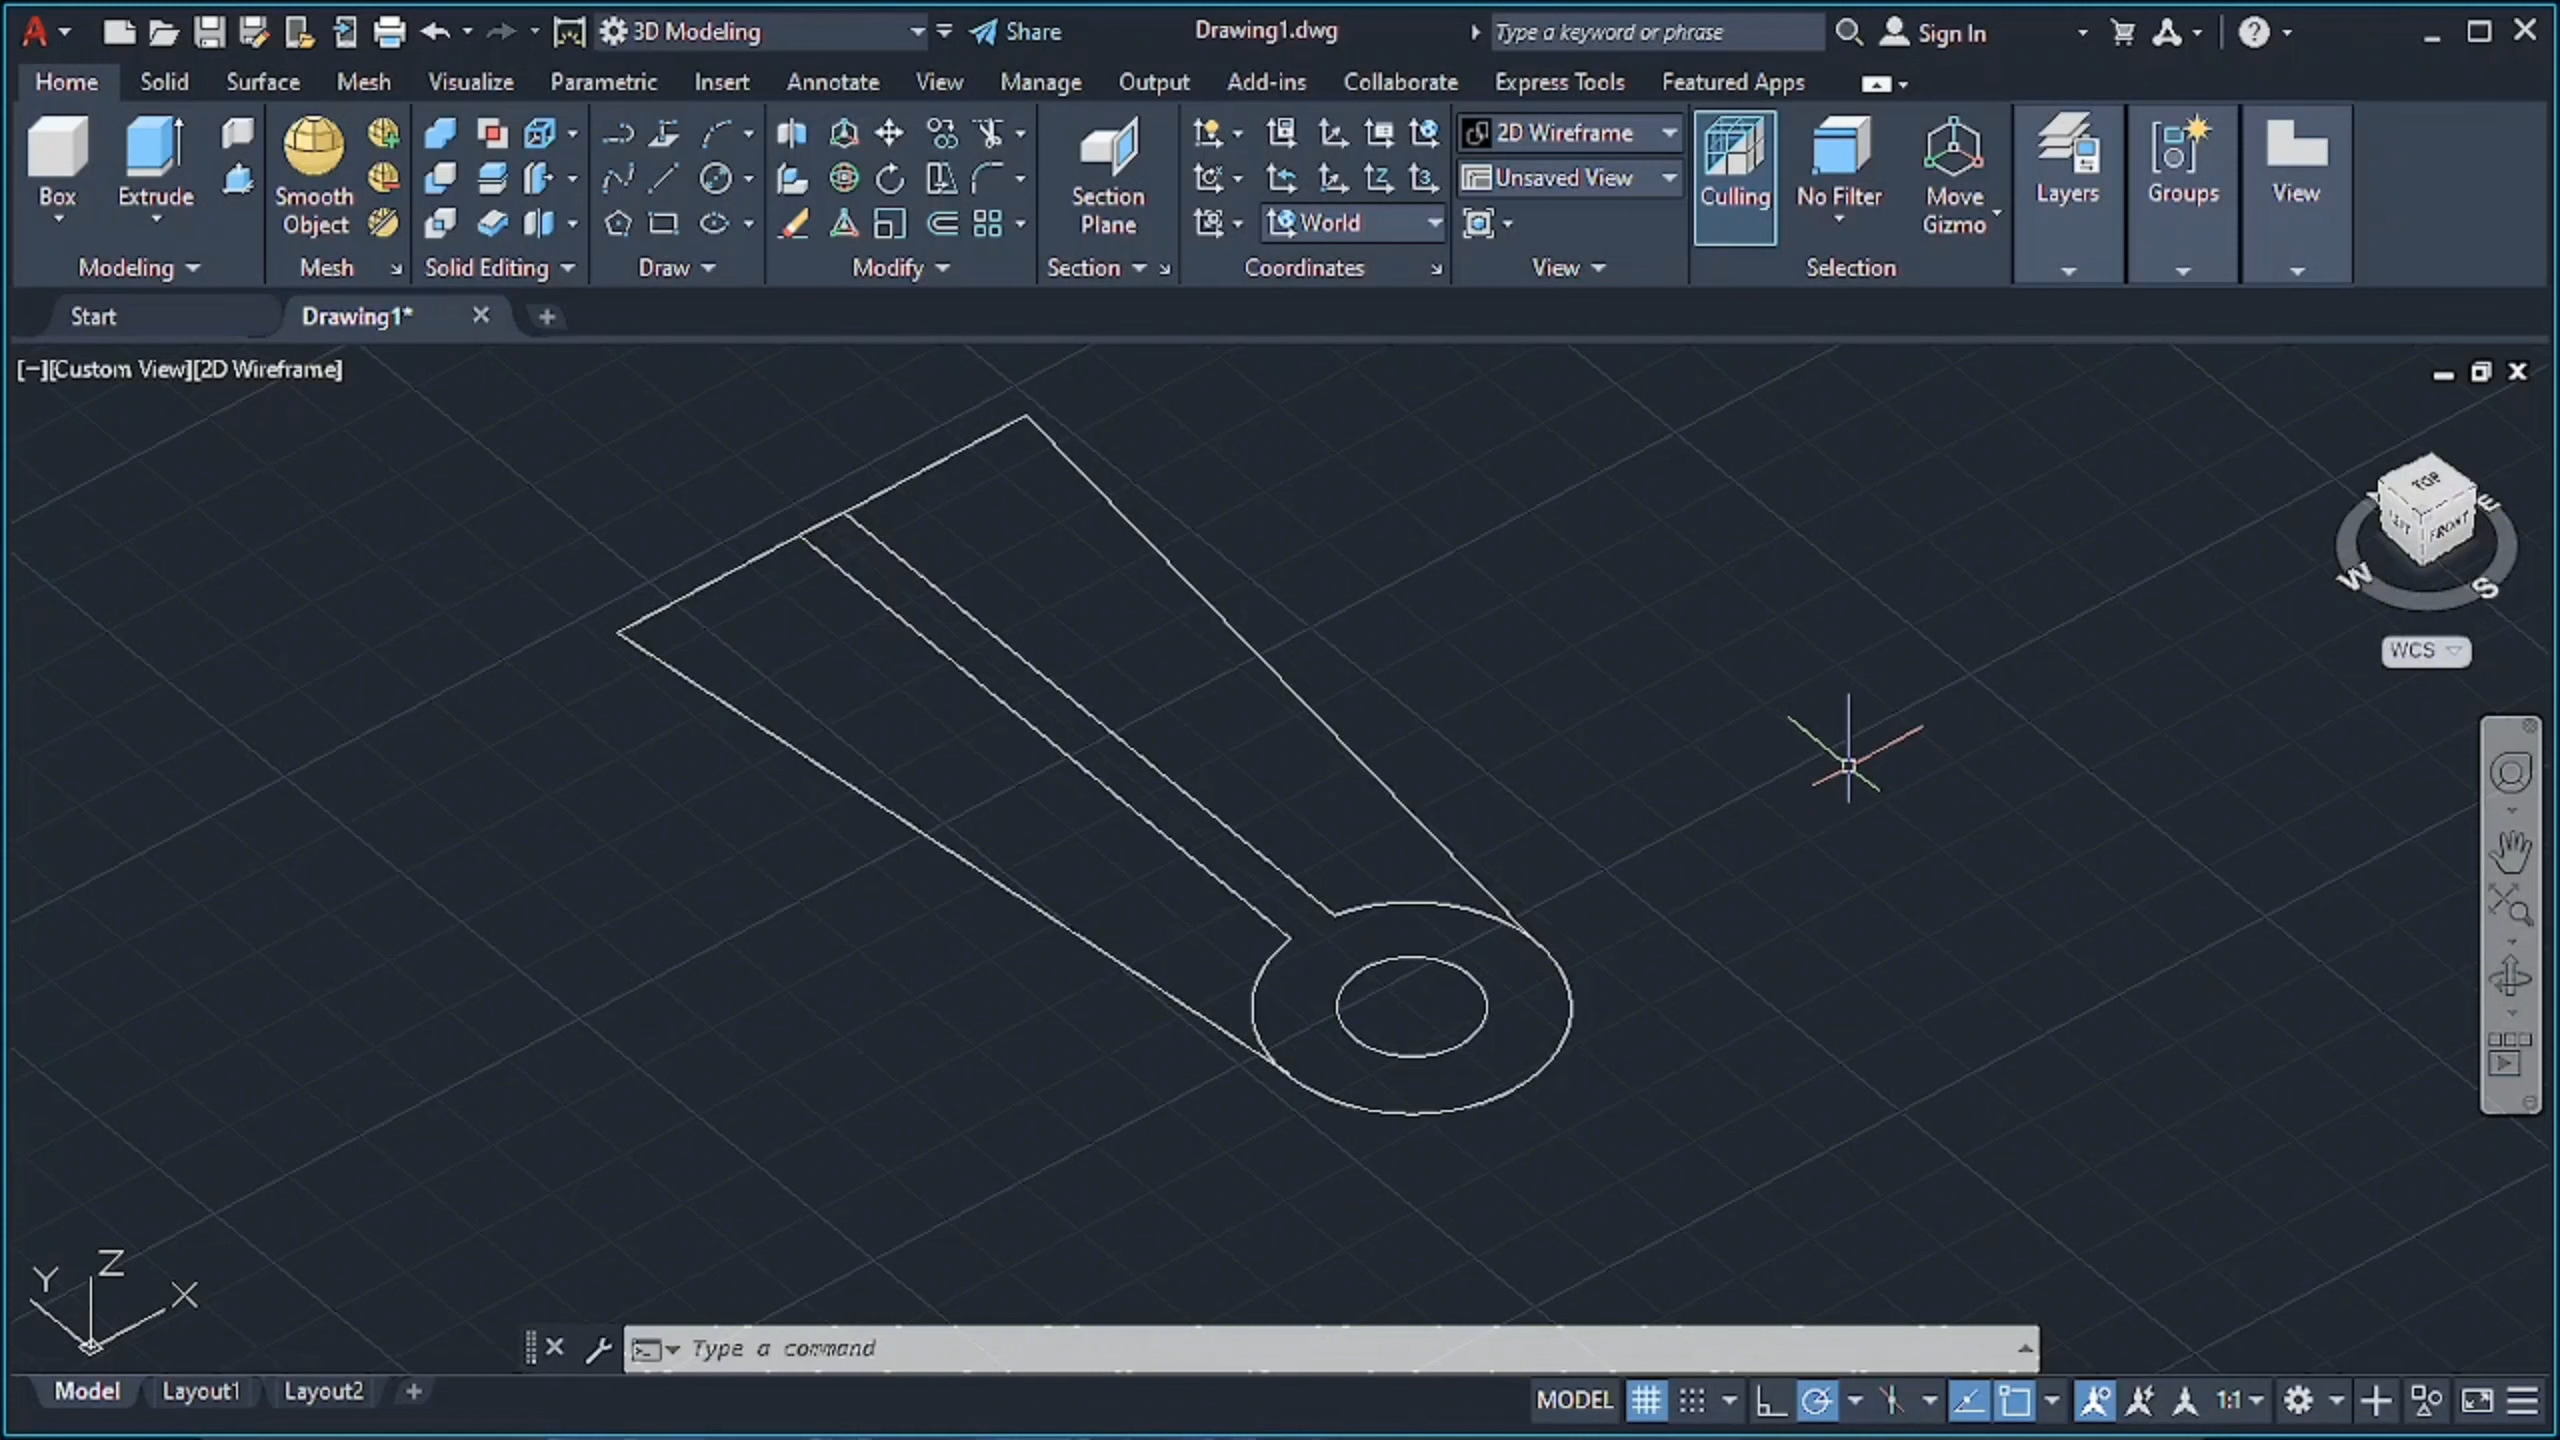 3D Modeling Share Drawing1.dwg Type a keyword or phrase Sign In
Home Solid Surface Mesh Visualize Parametric Insert Annotate View Manage Output Add-ins Collaborate Express Tools Featured Apps
Box Extrude Smooth Object Section Plane
World
2D Wireframe
Unsaved View
Culling No Filter Move Gizmo Layers Groups View
Modeling Mesh Solid Editing Draw Modify Section Coordinates View Selection
Start Drawing1*
[−][Custom View][2D Wireframe]
TOP
LEFT FRONT
E
W S
WCS
Y Z X
Type a command
Model Layout1 Layout2
MODEL 1:1